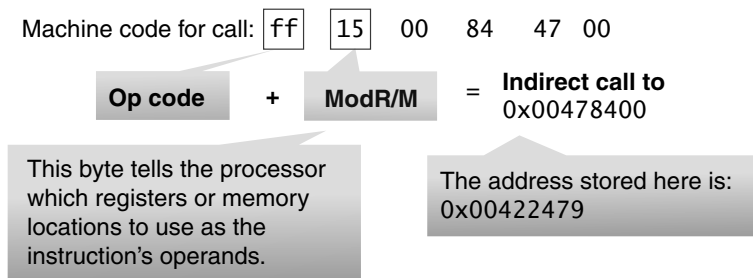 Machine code for call: ff 15 00 84 47 00
Op code + ModR/M = Indirect call to
0x00478400
This byte tells the processor
which registers or memory
locations to use as the
instruction's operands.
The address stored here is:
0x00422479